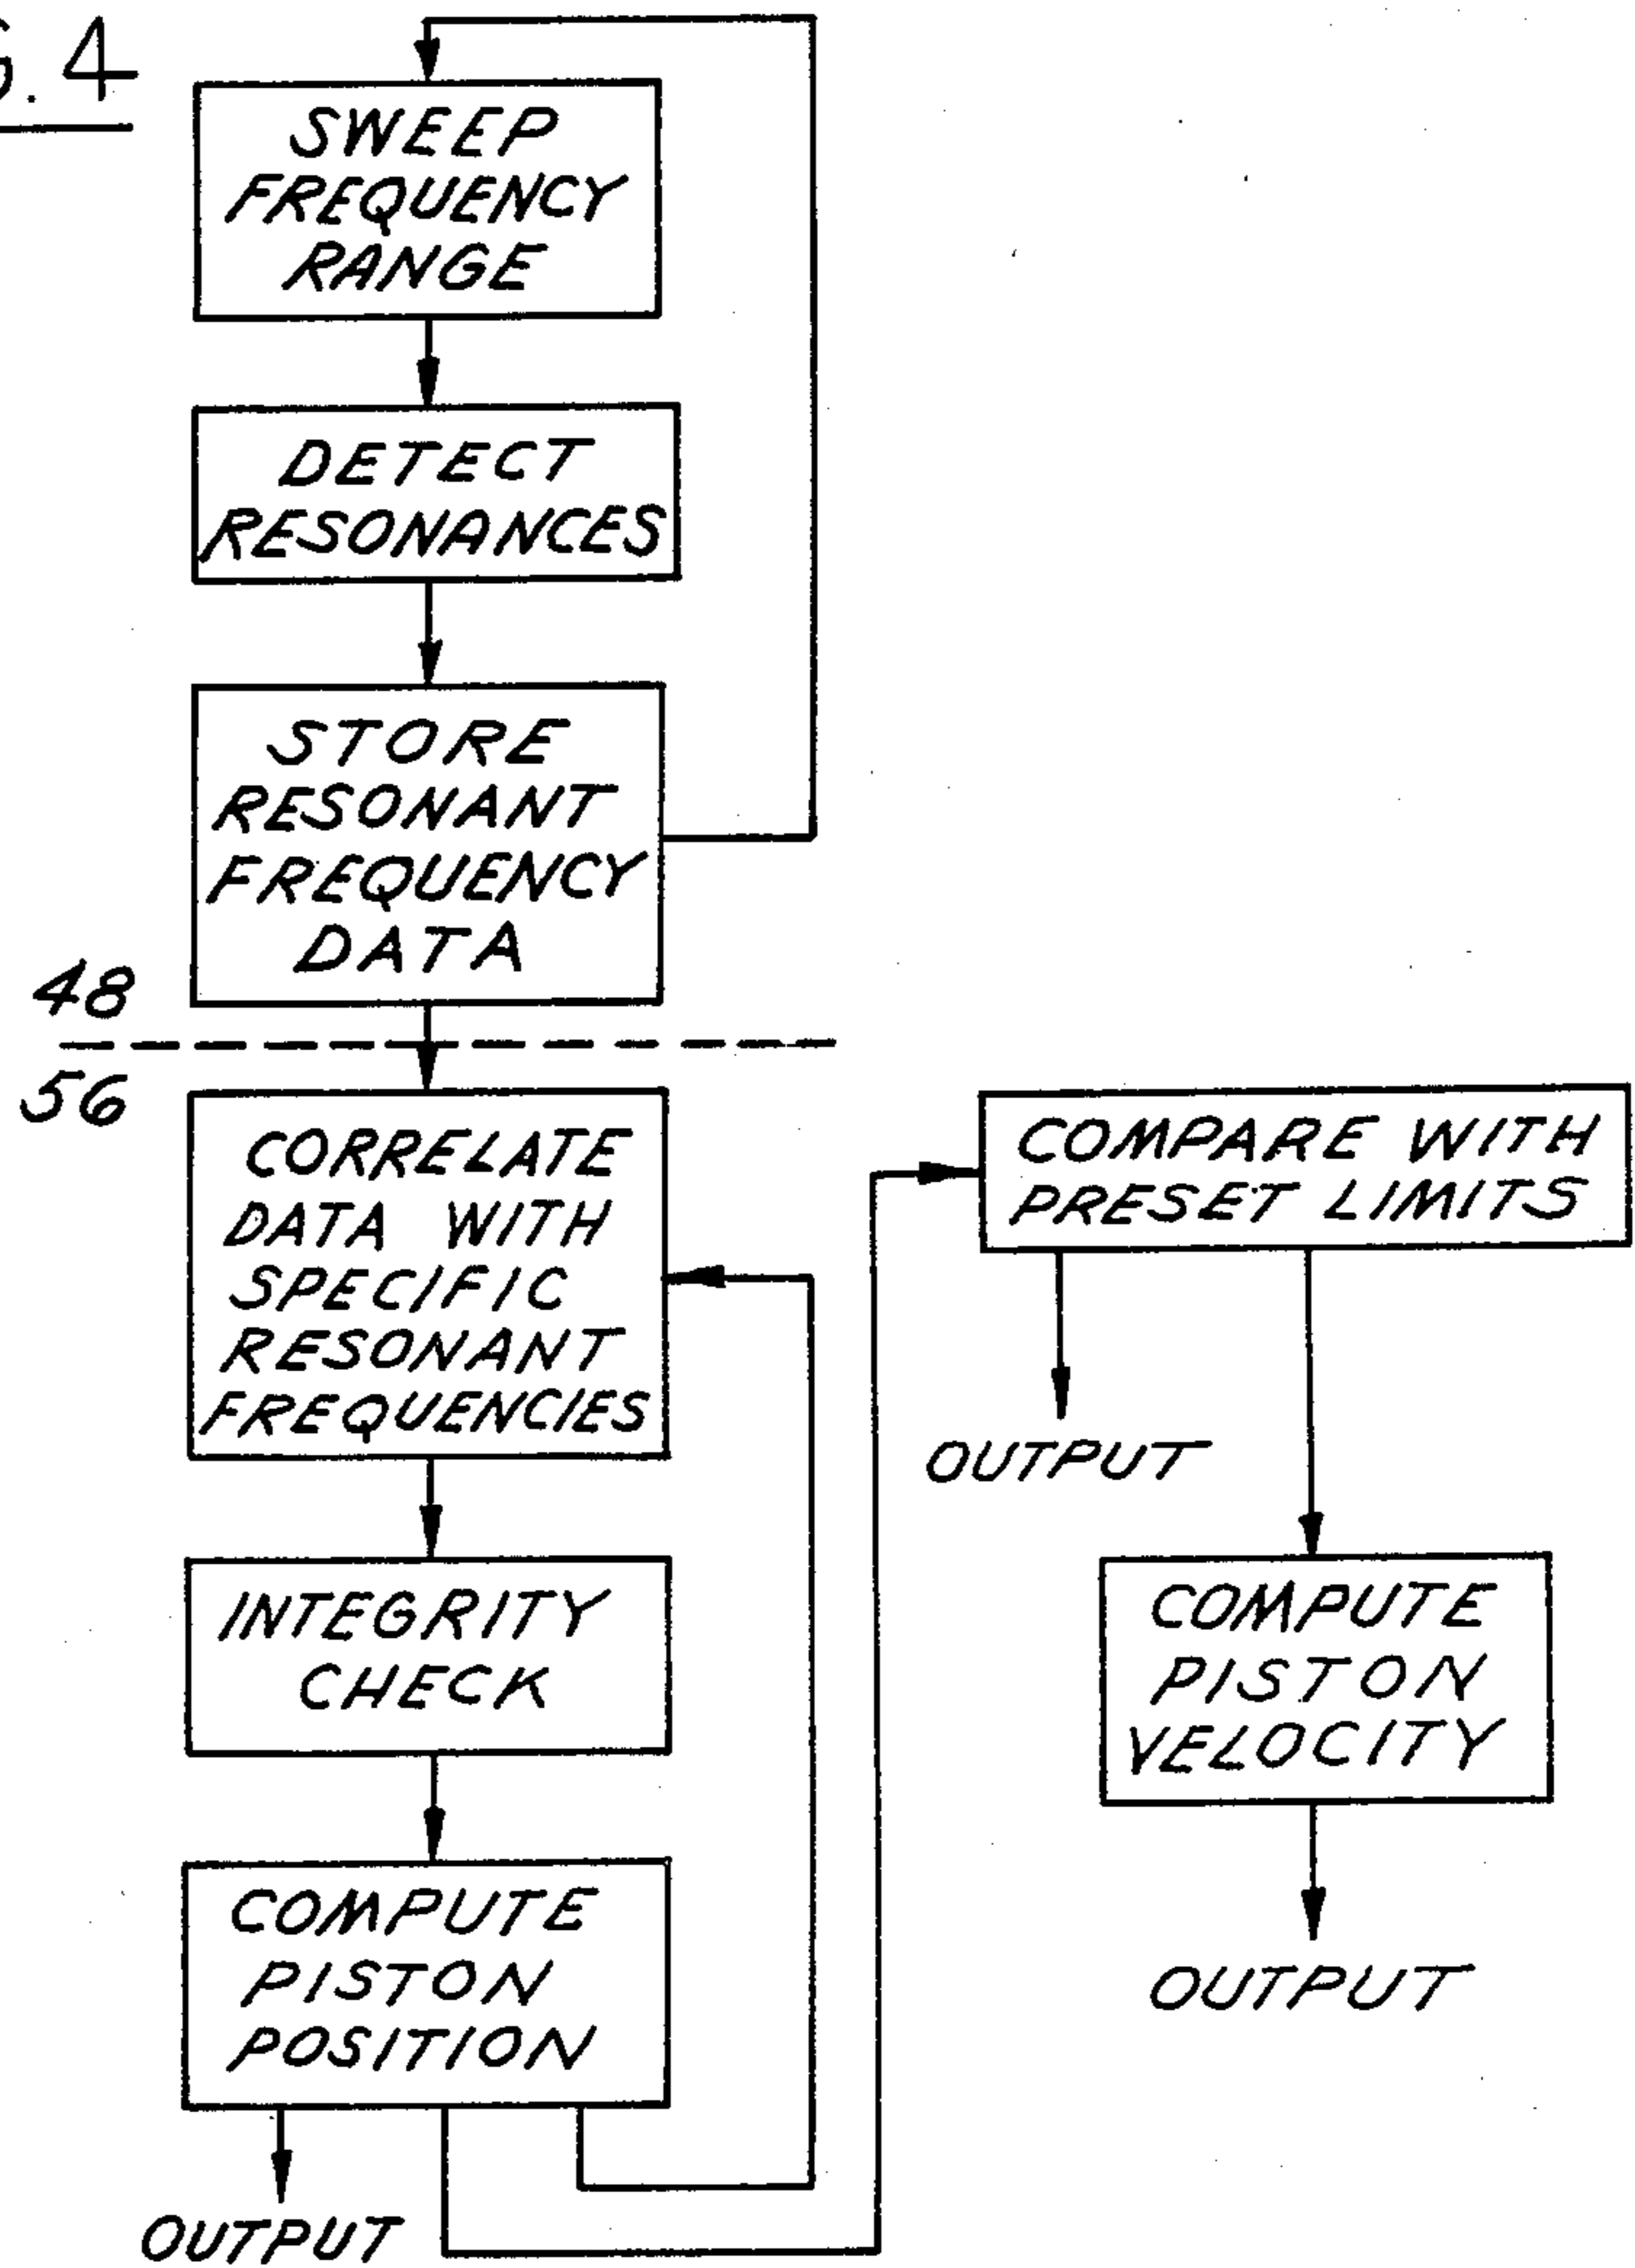 G. 4
SWEEP
FREQUENCY
RANGE
DETECT
RESONANCES
STORE
RESONANT
FREQUENCY
DATA
48
56
CORRELATE
DATA WITH
SPECIFIC
RESONANT
FREQUENCIES
INTEGRITY
CHECK
COMPUTE
PISTON
POSITION
OUTPUT
COMPARE WITH
PRESET LIMITS
OUTPUT
COMPUTE
PISTON
VELOCITY
OUTPUT